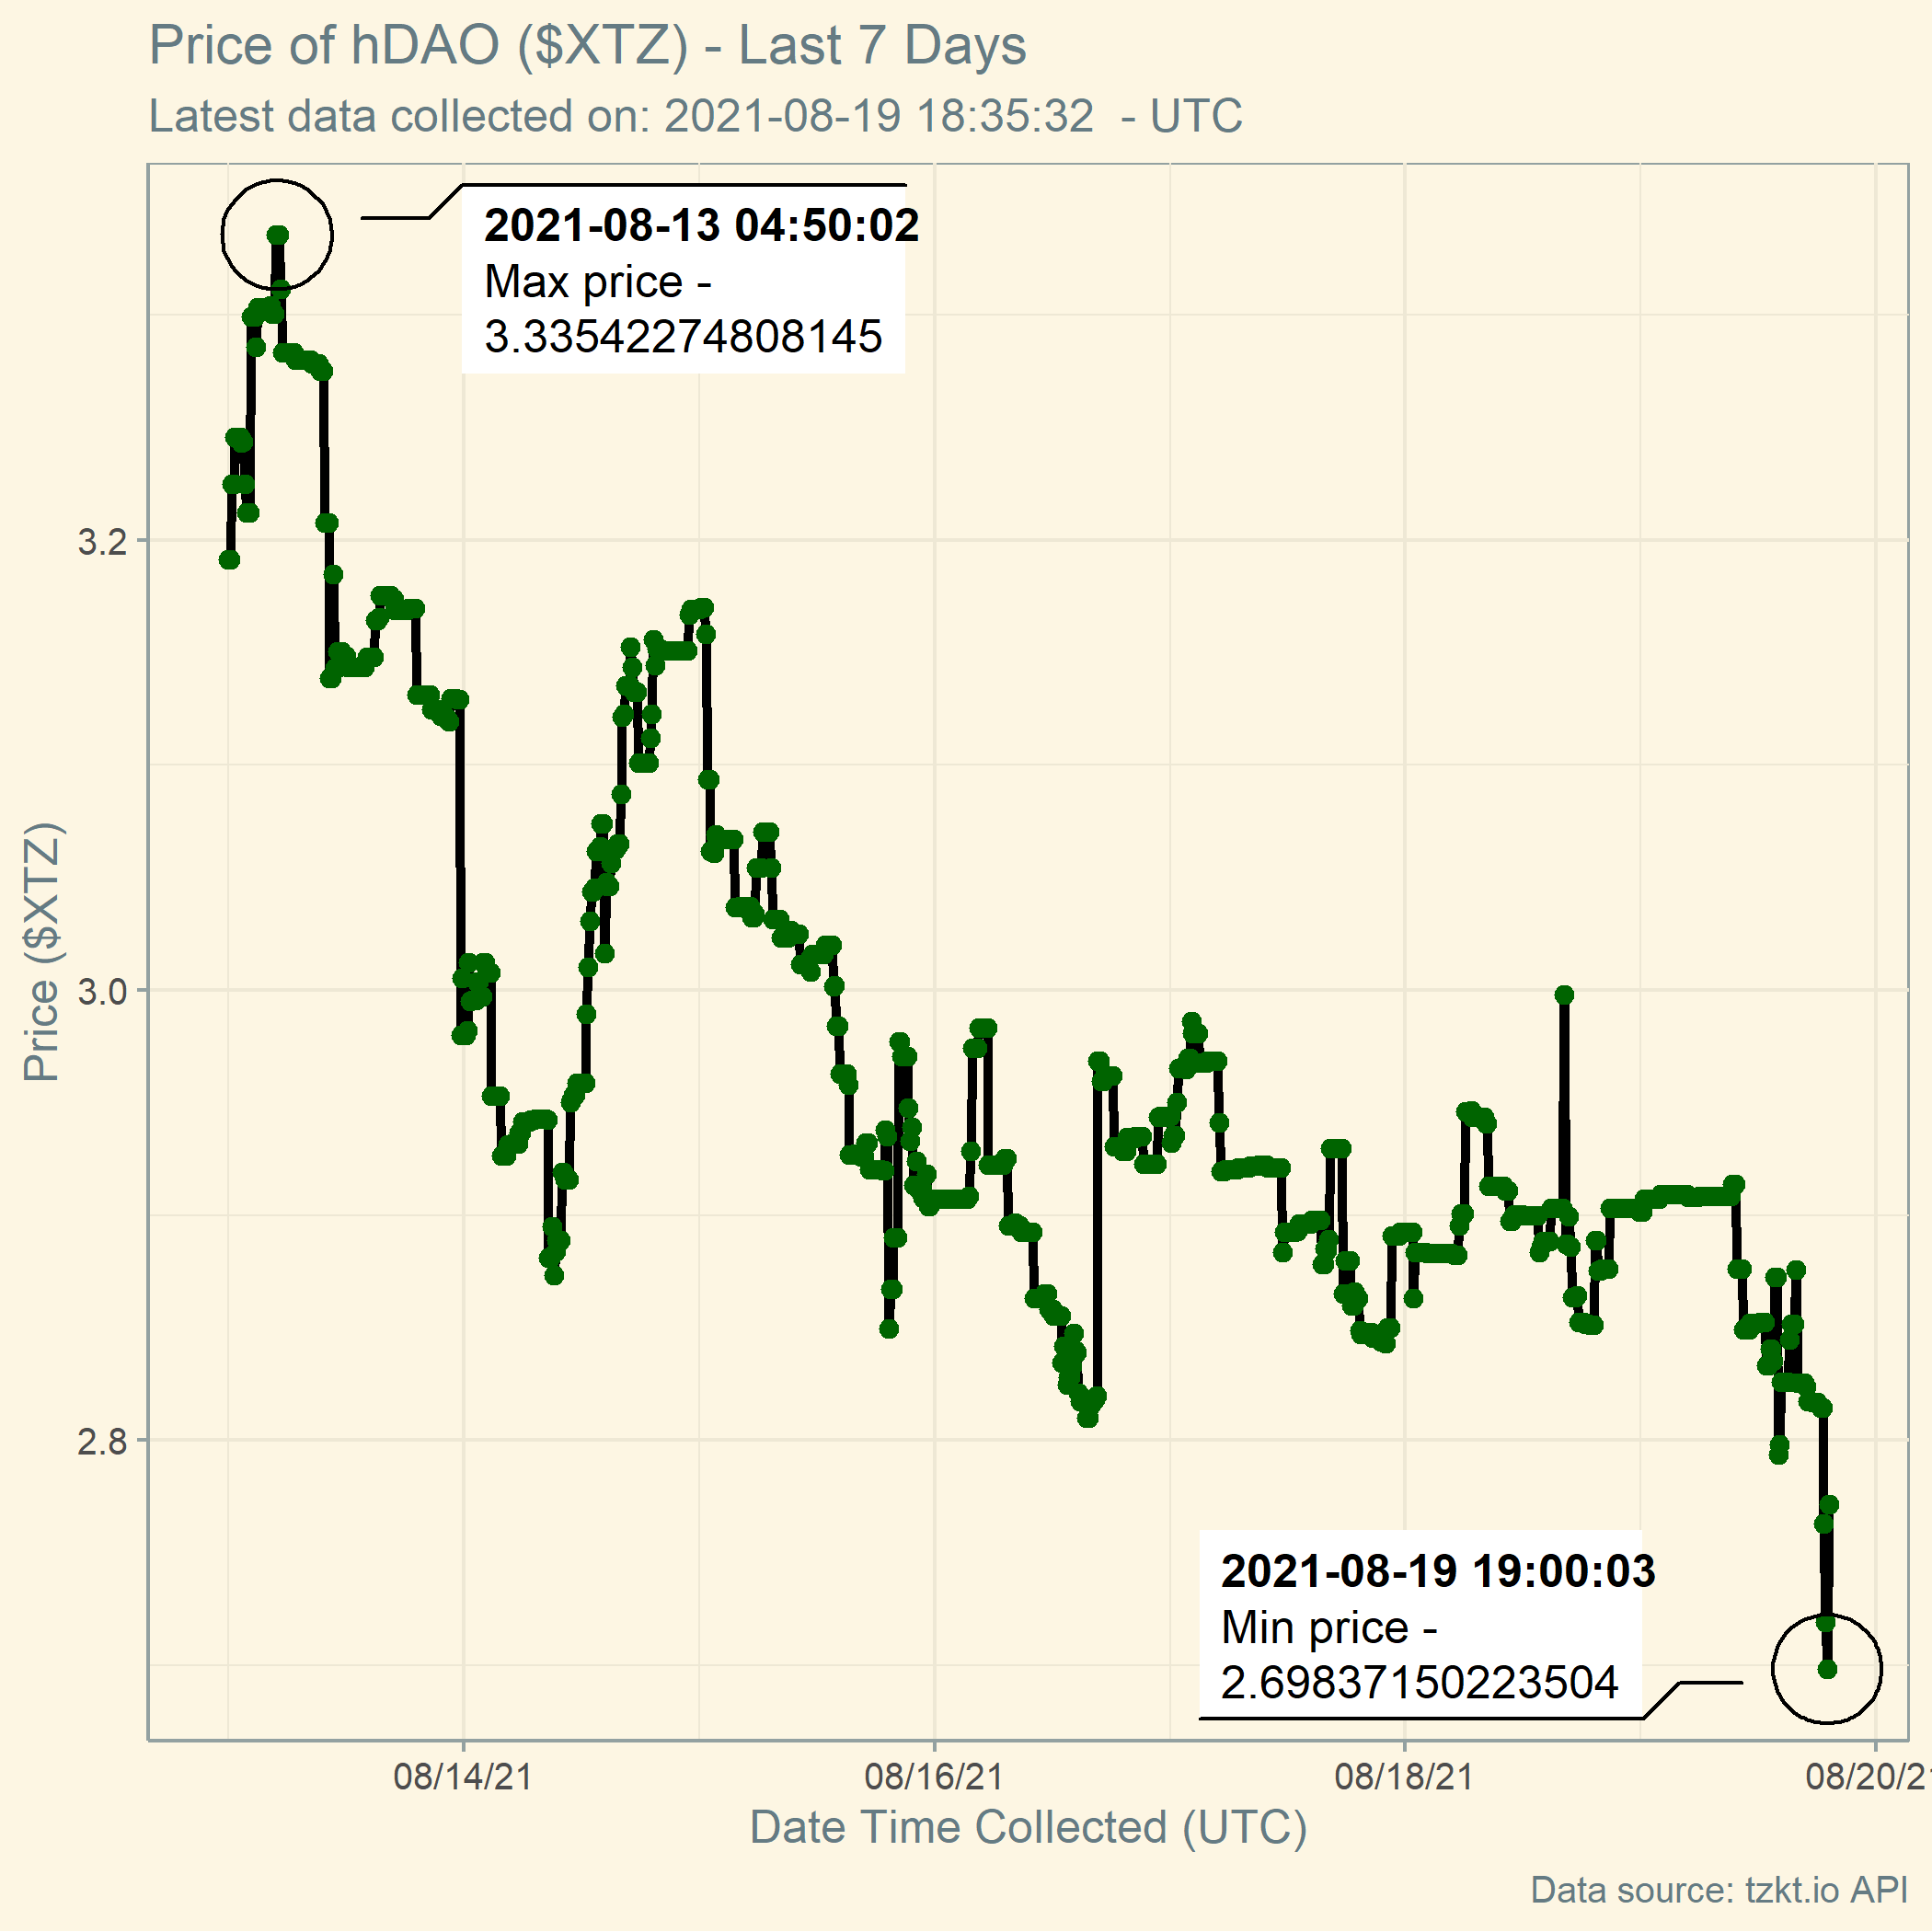 Price of hDAO ($XTZ) - Last 7 Days
Latest data collected on: 2021-08-19 18:35:32  - UTC
2021-08-13 04:50:02
Max price -
3.33542274808145
3.2
3.0
2.8
Price ($XTZ)
2021-08-19 19:00:03
Min price -
2.69837150223504
08/14/21
08/16/21
08/18/21
08/20/21
Date Time Collected (UTC)
Data source: tzkt.io API